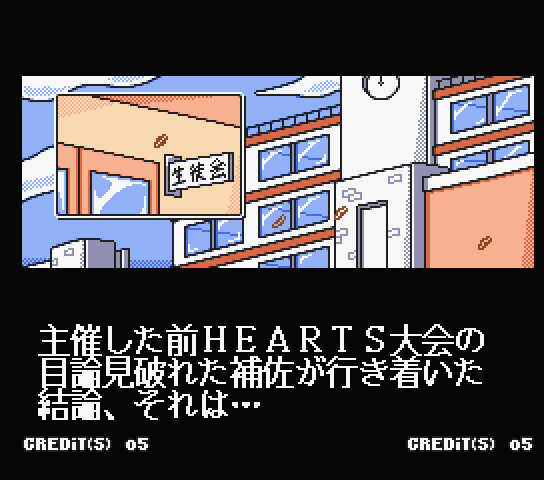 生徒会
主催した前HEARTS大会の
目論見破れた補佐が行き着いた
結論、それは…
CREDiT(S) 05
CREDiT(S) 05